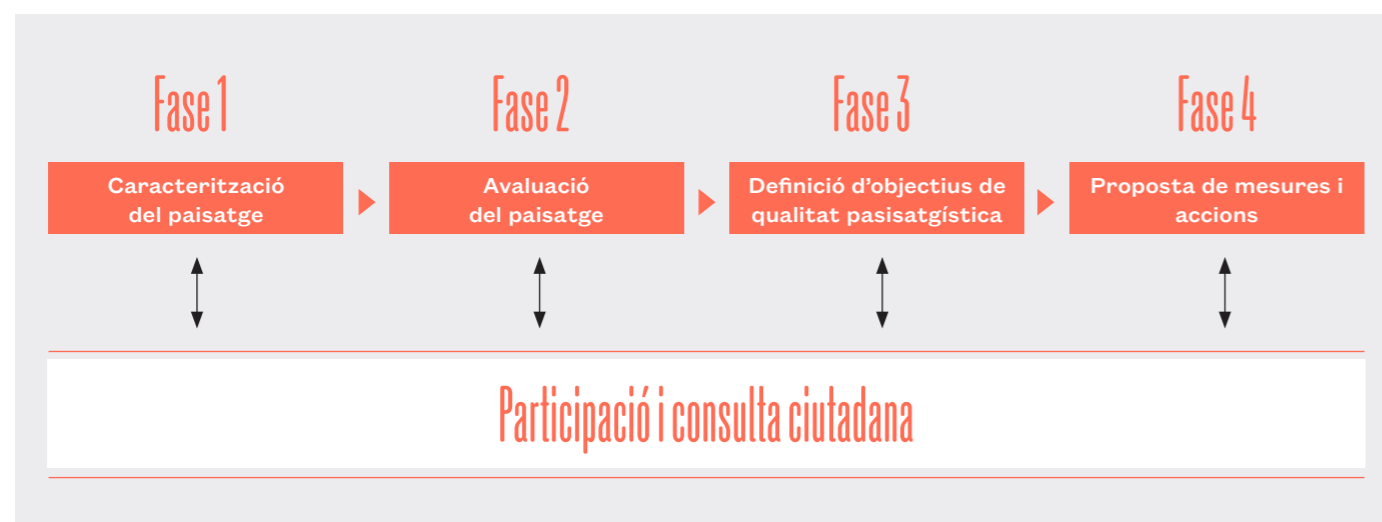 Fase 1
Fase 2
Fase 3
Fase 4
Caracterització
del paisatge
Avaluació
del paisatge
Definició d’objectius de
qualitat pasisatgística
Proposta de mesures i
accions
Participació i consulta ciutadana